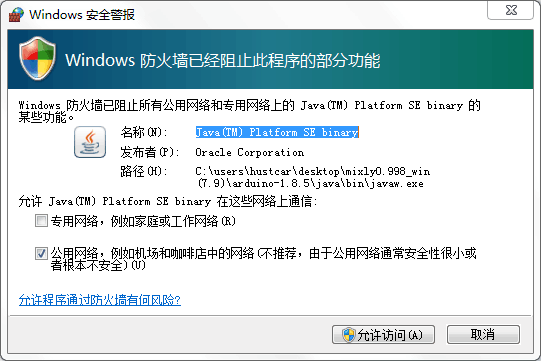 Windows 安全警报
Windows 防火墙已经阻止此程序的部分功能
Windows 防火墙已阻止所有公用网络和专用网络上的 Java(TM) Platform SE binary 的
某些功能。
名称(N): Java(TM) Platform SE binary
发布者(P): Oracle Corporation
路径(H): C:\users\hustcar\desktop\mixly0.998_win
(7.9)\arduino-1.8.5\java\bin\javaw.exe
允许 Java(TM) Platform SE binary 在这些网络上通信:
专用网络，例如家庭或工作网络(R)
公用网络，例如机场和咖啡店中的网络(不推荐，由于公用网络通常安全性很小或
者根本不安全)(U)
允许程序通过防火墙有何风险?
允许访问(A) 取消